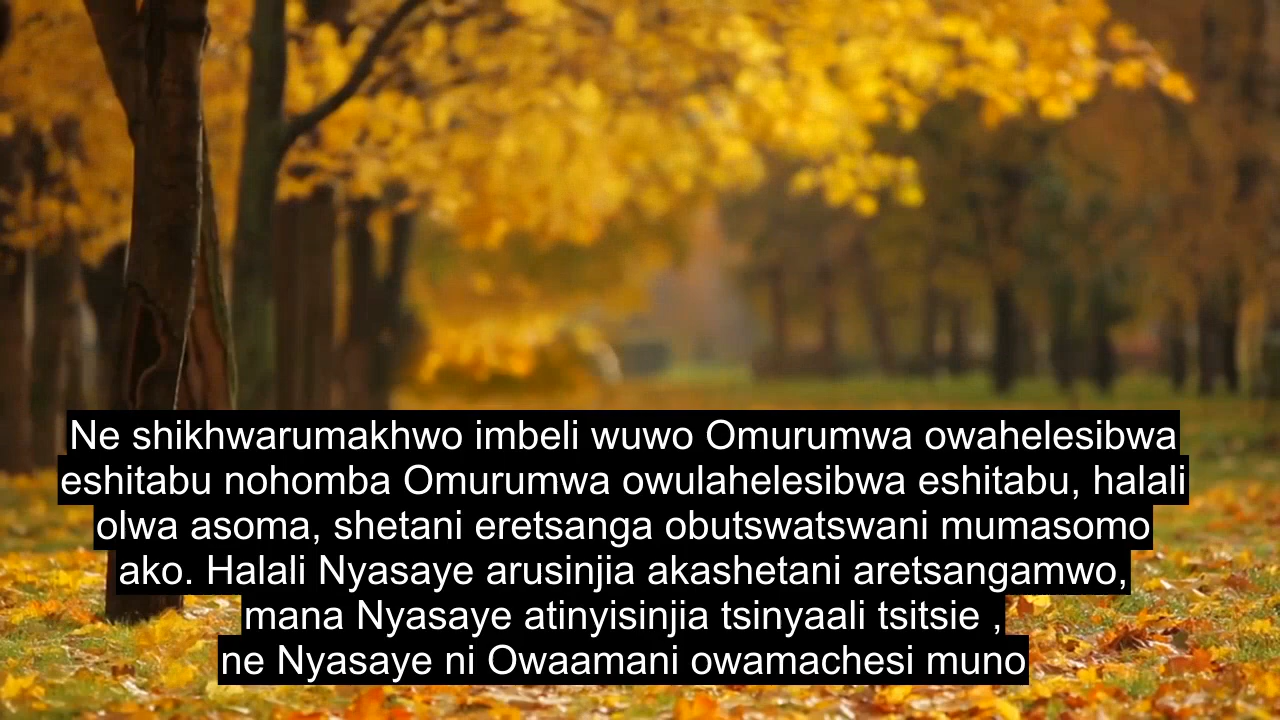 Ne shikhwarumakhwo imbeli wuwo Omurumwa owahelesibwa
eshitabu nohomba Omurumwa owulahelesibwa eshitabu, halali
olwa asoma, shetani eretsanga obutswatswani mumasomo
ako. Halali Nyasaye arusinjia akashetani aretsangamwo,
mana Nyasaye atinyisinjia tsinyaali tsitsie ,
ne Nyasaye ni Owaamani owamachesi muno